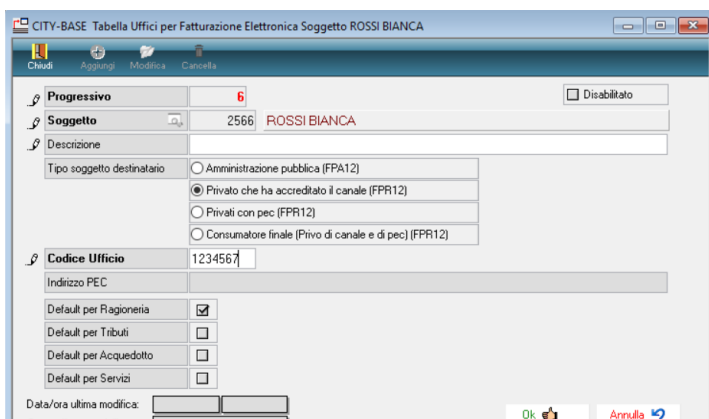 CITY-BASE Tabella Uffici per Fatturazione Elettronica Soggetto ROSSI BIANCA
Chiudi Aggiungi Modifica Cancella
Progressivo 6 Disabilitato
Soggetto 2566 ROSSI BIANCA
Descrizione
Tipo soggetto destinatario Amministrazione pubblica (FPA12)
Privato che ha accreditato il canale (FPR12)
Privati con pec (FPR12)
Consumatore finale (Privo di canale e di pec) (FPR12)
Codice Ufficio 1234567
Indirizzo PEC
Default per Ragioneria
Default per Tributi
Default per Acquedotto
Default per Servizi
Data/ora ultima modifica:
Ok Annulla